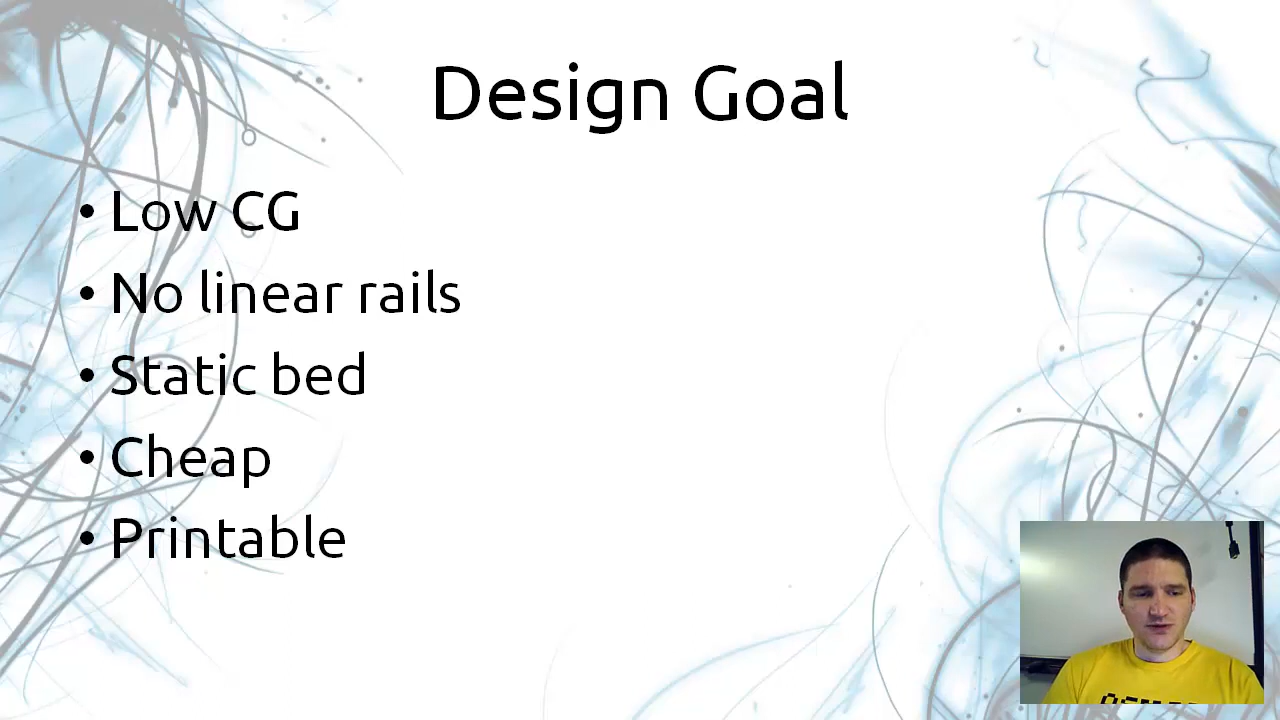 Design Goal
• Low CG
• No linear rails
• Static bed
• Cheap
• Printable